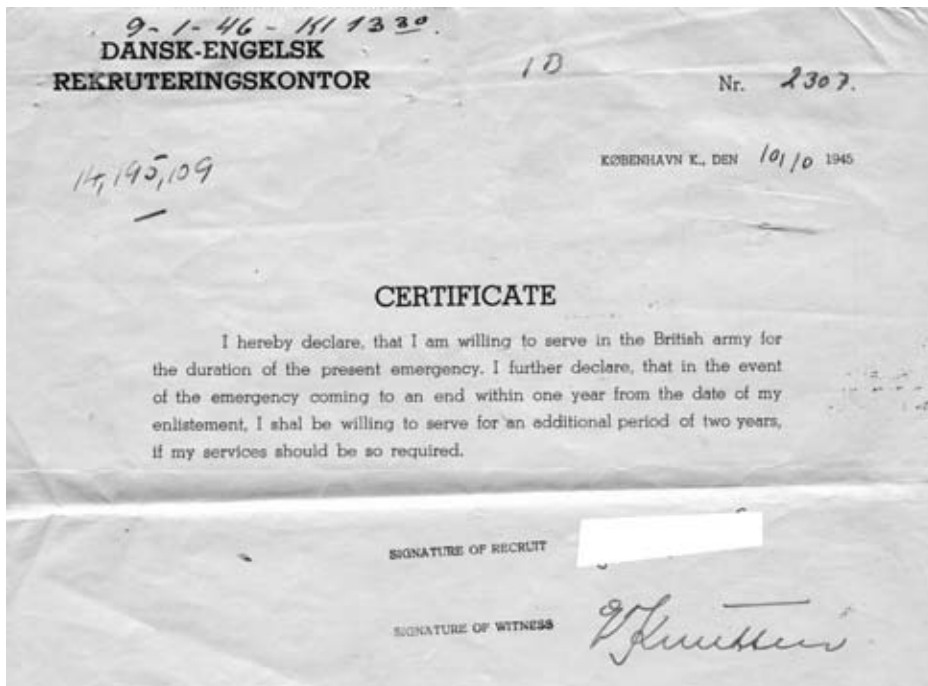 9-1-46 - Kl 13 30.
DANSK-ENGELSK
REKRUTERINGSKONTOR
1 B
Nr. 2307.
14,195,109
KØBENHAVN K., DEN 10/10 1945
CERTIFICATE
I hereby declare, that I am willing to serve in the British army for
the duration of the present emergency. I further declare, that in the event
of the emergency coming to an end within one year from the date of my
enlistement, I shal be willing to serve for an additional period of two years,
if my services should be so required.
SIGNATURE OF RECRUIT
SIGNATURE OF WITNESS